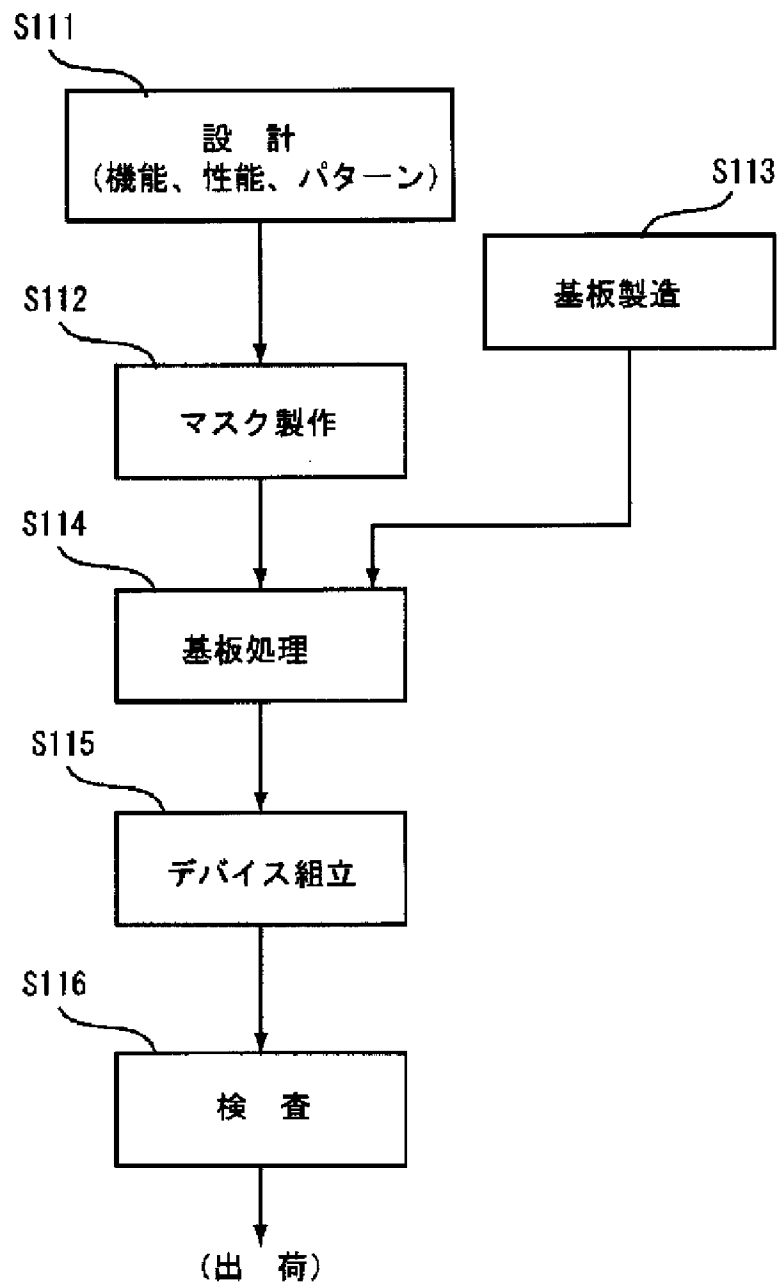 S111
設 計
(機能、性能、パターン)
S113
基板製造
S112
マスク製作
S114
基板処理
S115
デバイス組立
S116
検 査
(出 荷)